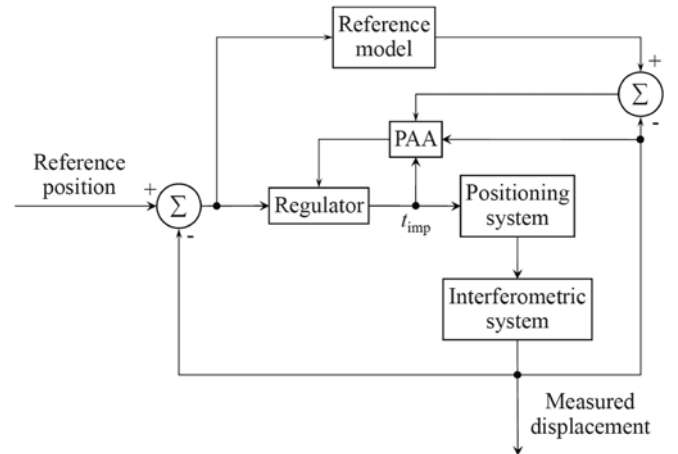 Reference
model
+
Σ
-
PAA
Reference
position
+
Σ
-
Regulator
t_imp
Positioning
system
Interferometric
system
Measured
displacement